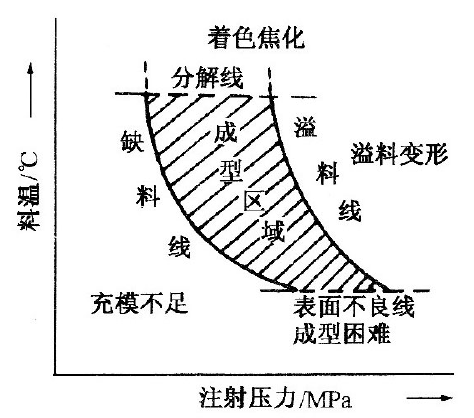 着色焦化
分解线
缺料线
成型区域
溢料线
溢料变形
料温/℃
充模不足
表面不良线
成型困难
注射压力/MPa